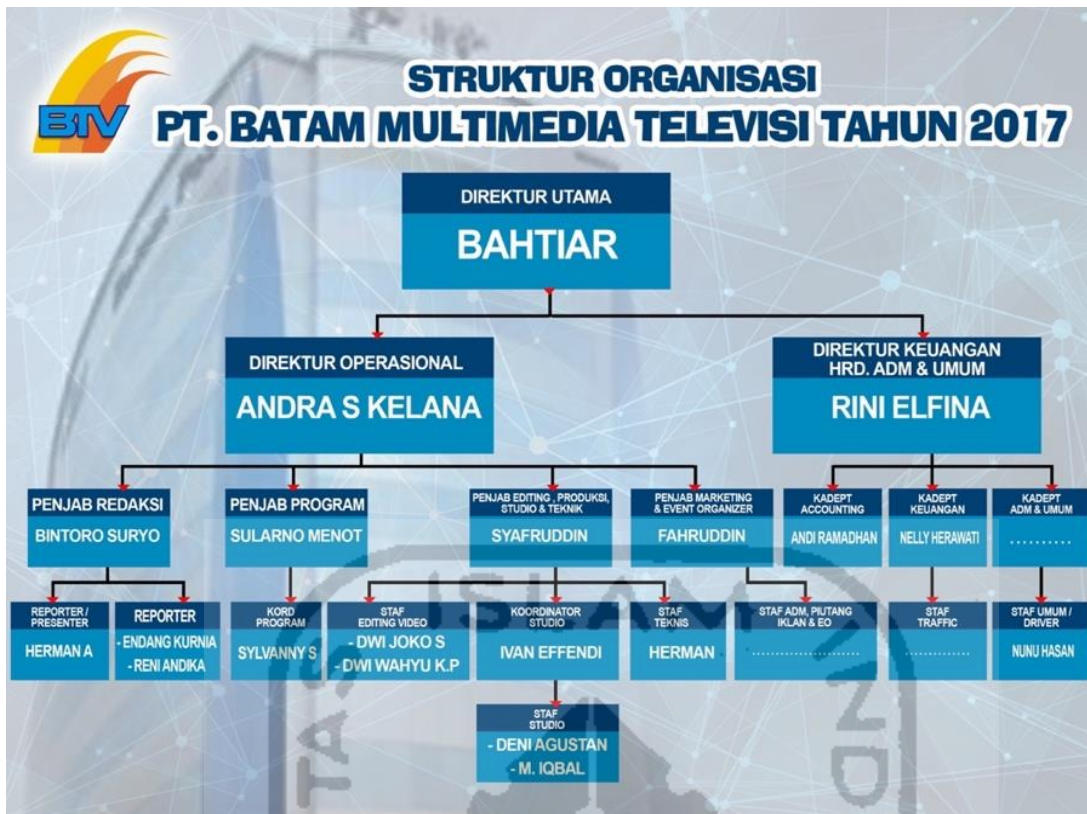 BTV
STRUKTUR ORGANISASI
PT. BATAM MULTIMEDIA TELEVISI TAHUN 2017
DIREKTUR UTAMA
BAHTIAR
DIREKTUR OPERASIONAL
ANDRA S KELANA
DIREKTUR KEUANGAN
HRD. ADM & UMUM
RINI ELFINA
PENJAB REDAKSI
BINTORO SURYO
PENJAB PROGRAM
SULARNO MENOT
PENJAB EDITING , PRODUKSI,
STUDIO & TEKNIK
SYAFRUDDIN
PENJAB MARKETING
& EVENT ORGANIZER
FAHRUDDIN
KADEPT
ACCOUNTING
ANDI RAMADHAN
KADEPT
KEUANGAN
NELLY HERAWATI
KADEPT
ADM & UMUM
..........
REPORTER /
PRESENTER
HERMAN A
REPORTER
- ENDANG KURNIA
- RENI ANDIKA
KORD
PROGRAM
SYLVANNY S
STAF
EDITING VIDEO
- DWI JOKO S
- DWI WAHYU K.P
KOORDINATOR
STUDIO
IVAN EFFENDI
STAF
TEKNIS
HERMAN
STAF ADM, PIUTANG
IKLAN & EO
......................
STAF
TRAFFIC
.............
STAF UMUM /
DRIVER
NUNU HASAN
STAF
STUDIO
- DENI AGUSTAN
- M. IQBAL
TAS ISLAM IND